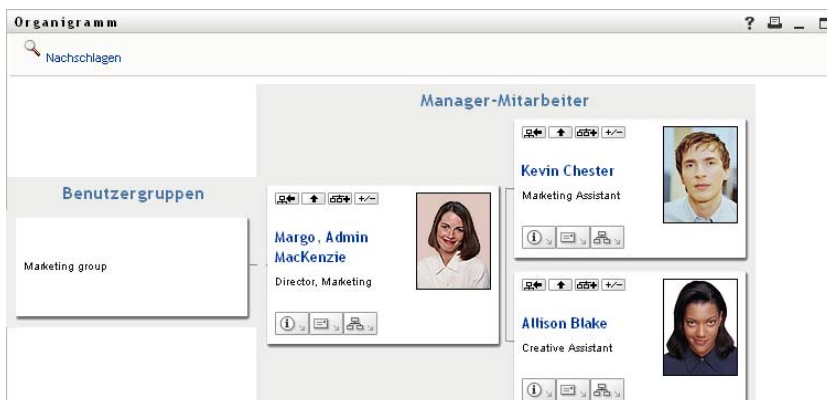 Organigramm
Nachschlagen
Manager-Mitarbeiter
Kevin Chester
Marketing Assistant
Benutzergruppen
Marketing group
Margo, Admin
MacKenzie
Director, Marketing
Allison Blake
Creative Assistant